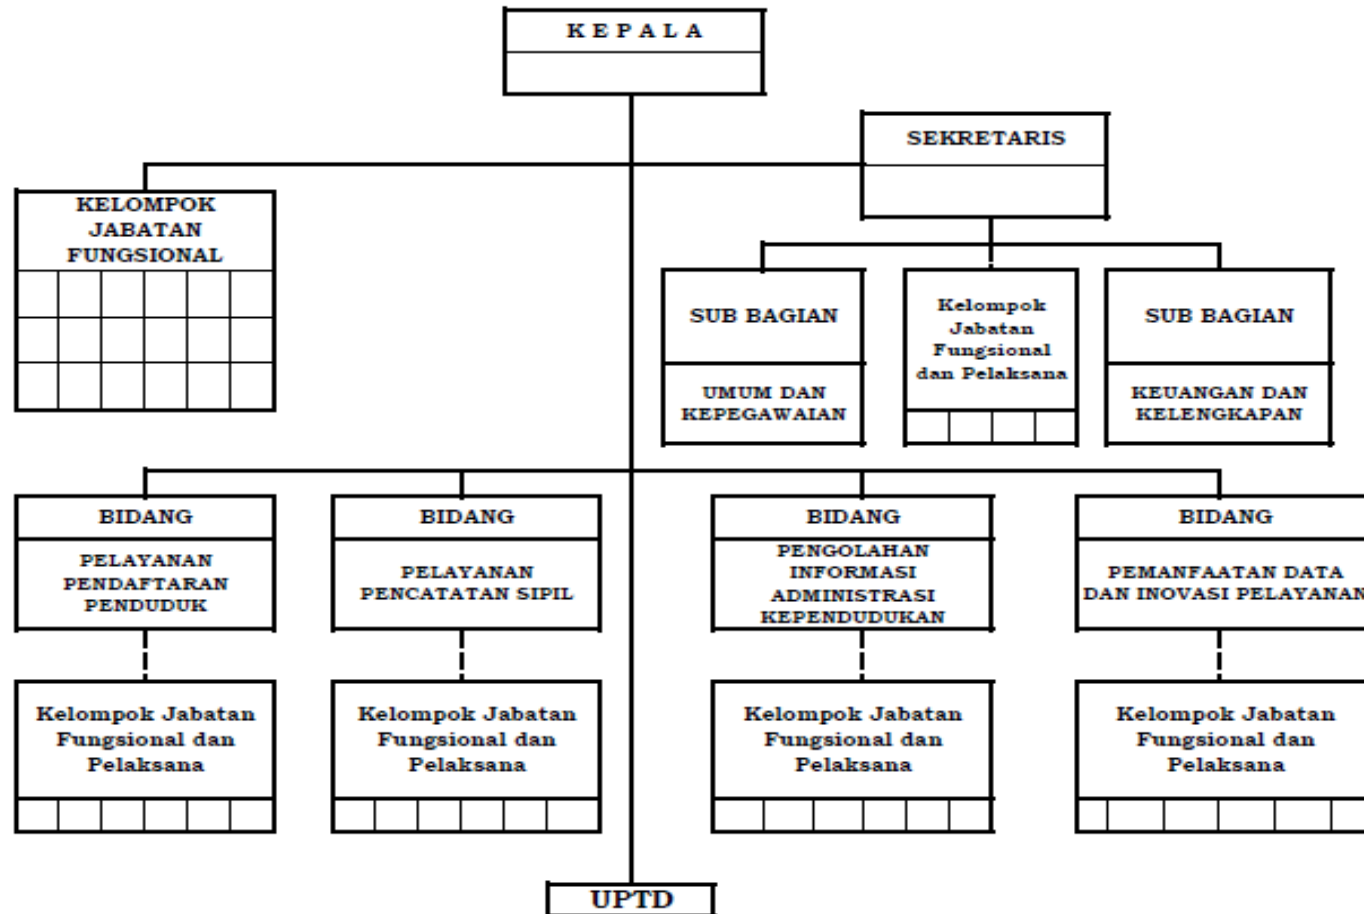 K E P A L A
SEKRETARIS
KELOMPOK
JABATAN
FUNGSIONAL
SUB BAGIAN
UMUM DAN
KEPEGAWAIAN
Kelompok
Jabatan
Fungsional
dan Pelaksana
SUB BAGIAN
KEUANGAN DAN
KELENGKAPAN
BIDANG
PELAYANAN
PENDAFTARAN
PENDUDUK
BIDANG
PELAYANAN
PENCATATAN SIPIL
BIDANG
PENGOLAHAN
INFORMASI
ADMINISTRASI
KEPENDUDUKAN
BIDANG
PEMANFAATAN DATA
DAN INOVASI PELAYANAN
Kelompok Jabatan
Fungsional dan
Pelaksana
Kelompok Jabatan
Fungsional dan
Pelaksana
Kelompok Jabatan
Fungsional dan
Pelaksana
Kelompok Jabatan
Fungsional dan
Pelaksana
UPTD